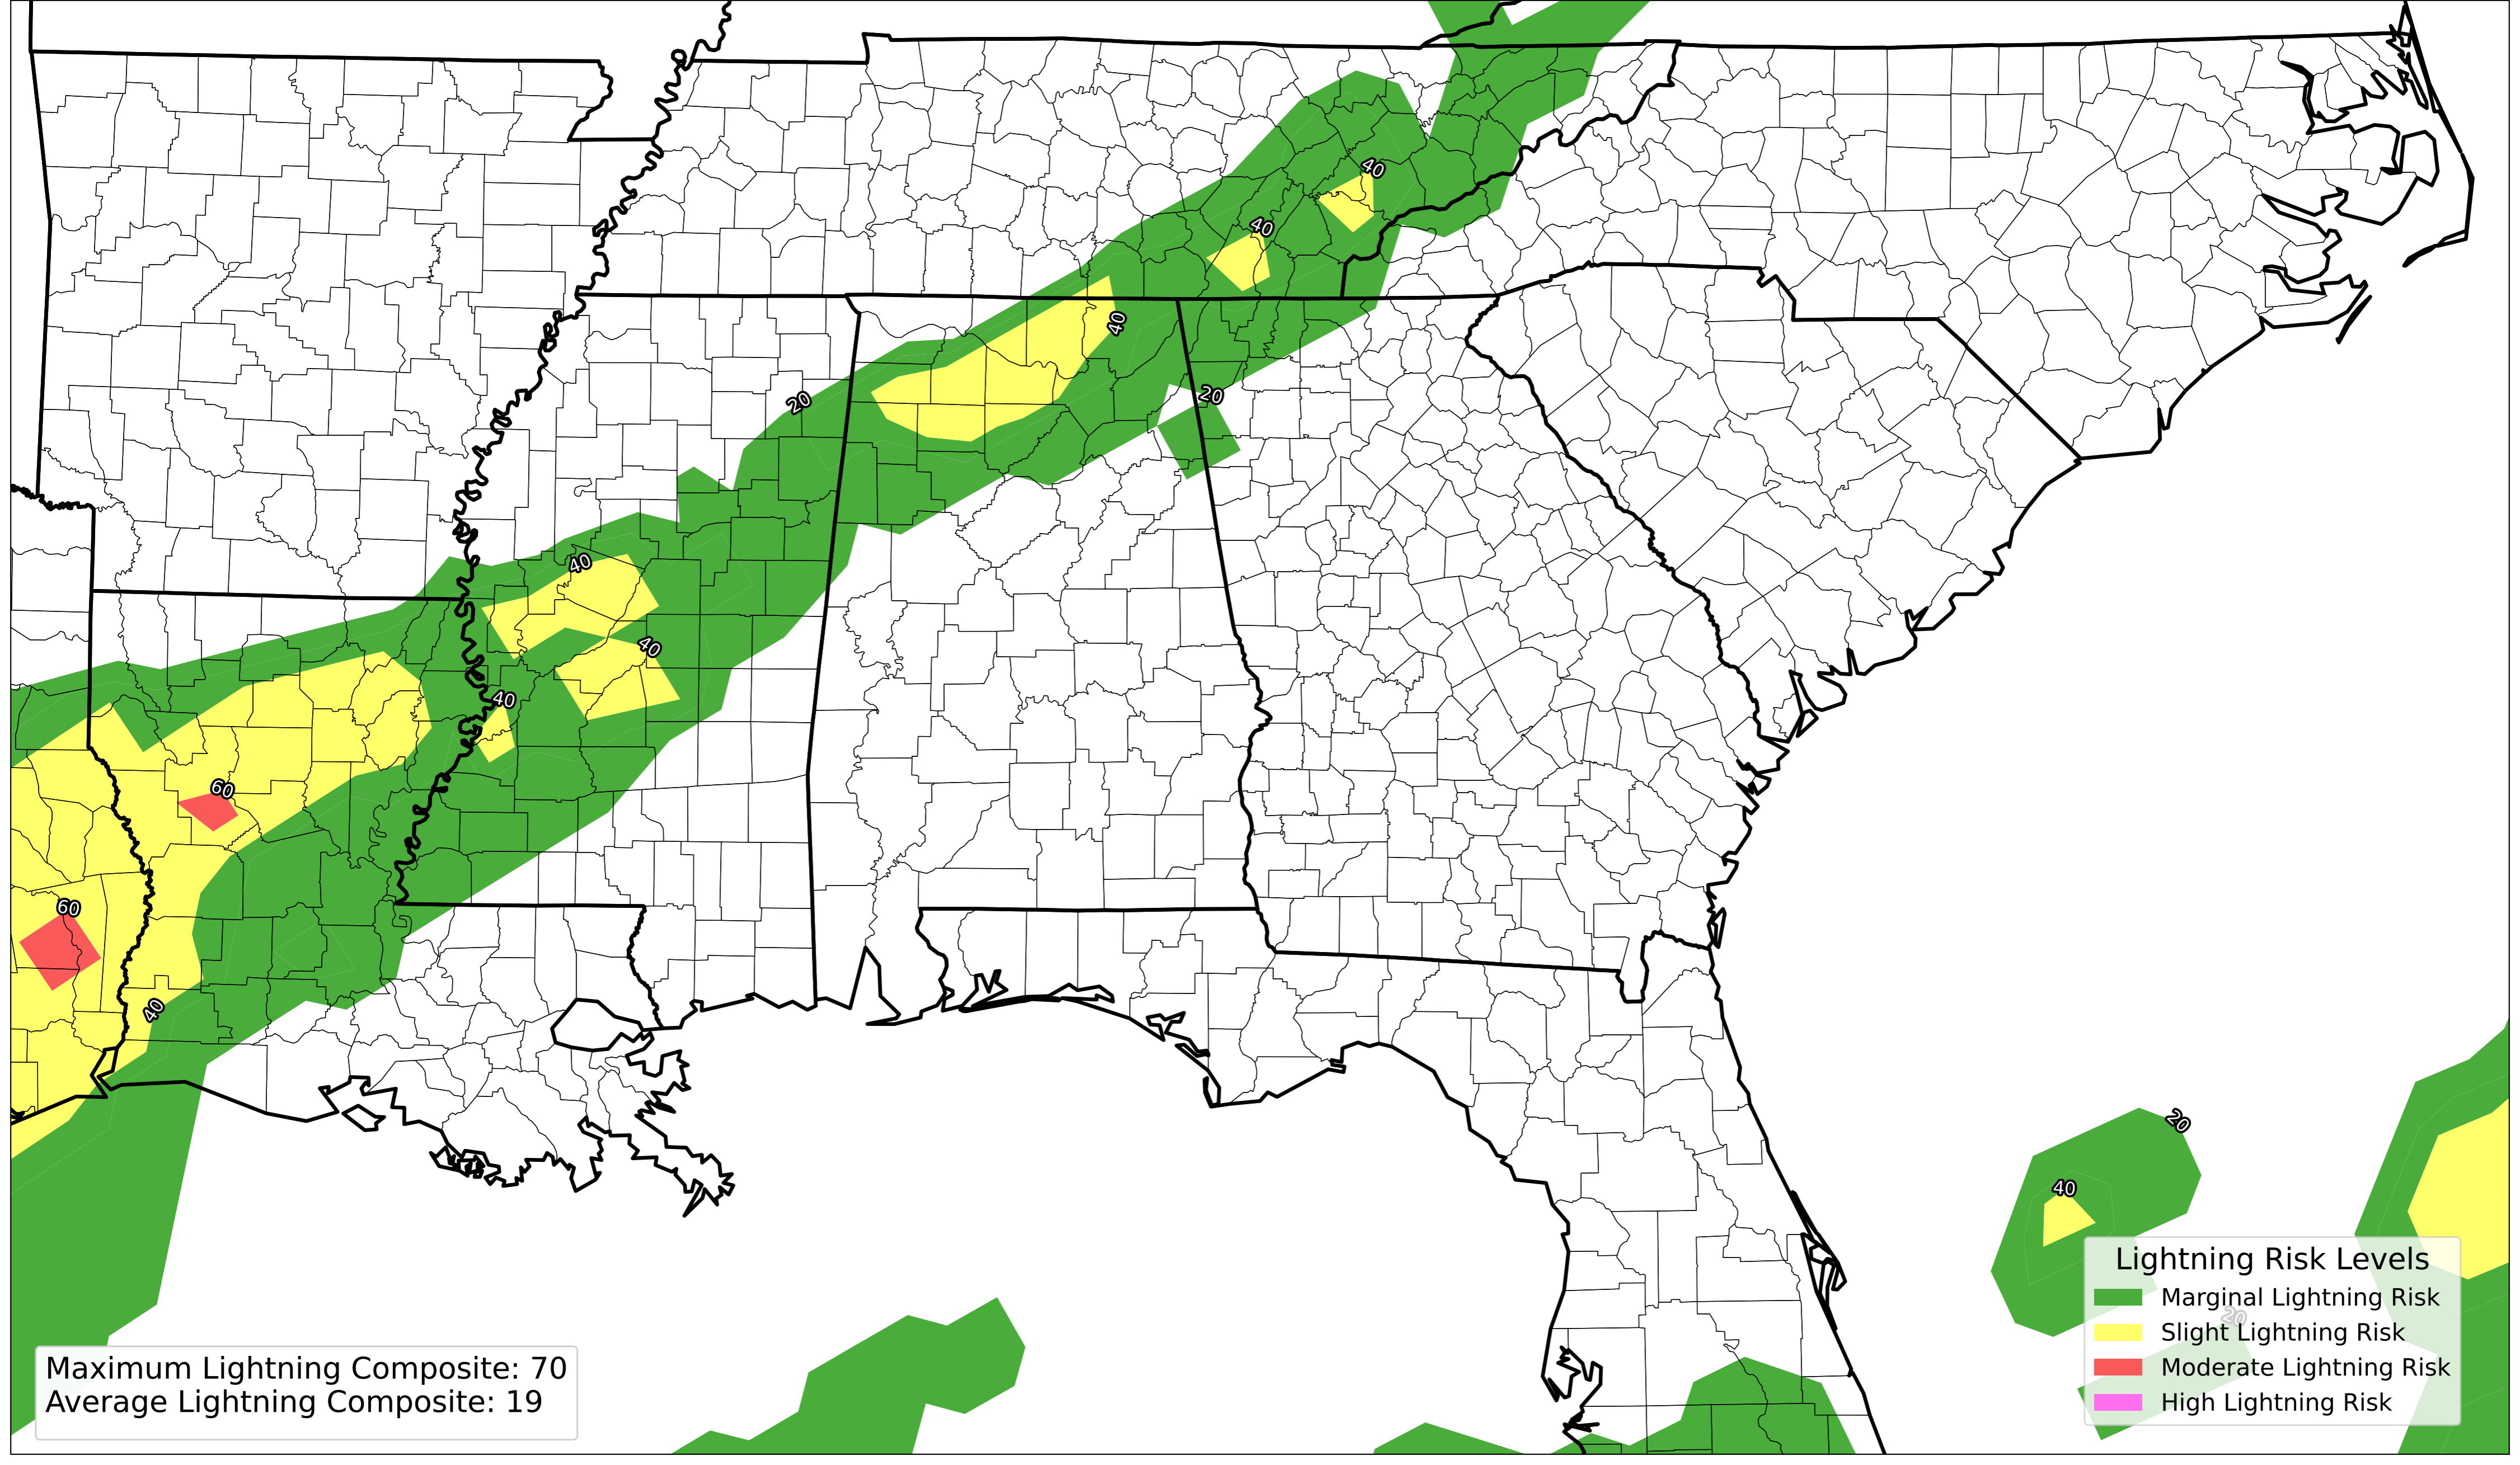 40
40
40
20
20
40
40
40
60
60
40
20
40
Lightning Risk Levels
Marginal Lightning Risk
20
Slight Lightning Risk
Moderate Lightning Risk
High Lightning Risk
Maximum Lightning Composite: 70
Average Lightning Composite: 19